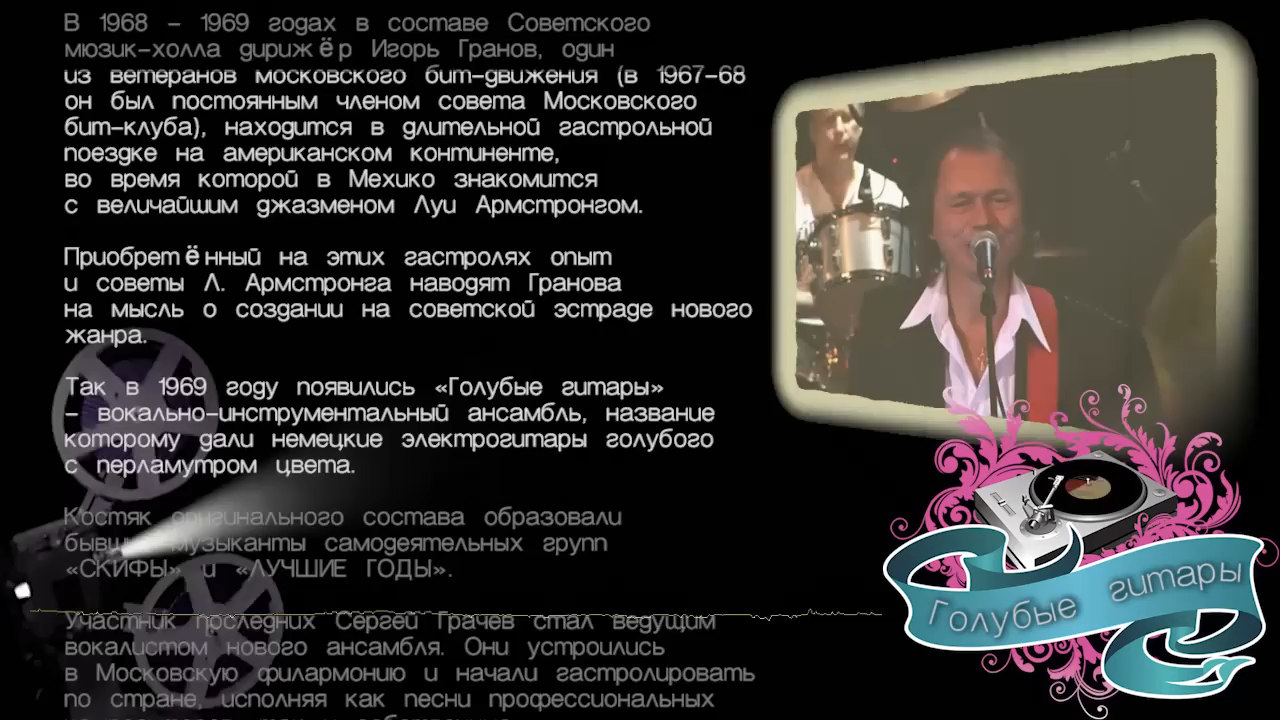 В 1968 – 1969 годах в составе Советского
мюзик-холла дирижёр Игорь Гранов, один
из ветеранов московского бит-движения (в 1967-68
он был постоянным членом совета Московского
бит-клуба), находится в длительной гастрольной
поездке на американском континенте,
во время которой в Мехико знакомится
с величайшим джазменом Луи Армстронгом.
Приобретённый на этих гастролях опыт
и советы Л. Армстронга наводят Гранова
на мысль о создании на советской эстраде нового
жанра.
Так в 1969 году появились «Голубые гитары»
– вокально-инструментальный ансамбль, название
которому дали немецкие электрогитары голубого
с перламутром цвета.
Костяк оригинального состава образовали
бывшие музыканты самодеятельных групп
«СКИФЫ» и «ЛУЧШИЕ ГОДЫ».
Участник последних Сергей Грачев стал ведущим
вокалистом нового ансамбля. Они устроились
в Московскую филармонию и начали гастролировать
по стране, исполняя как песни профессиональных
Голубые гитары